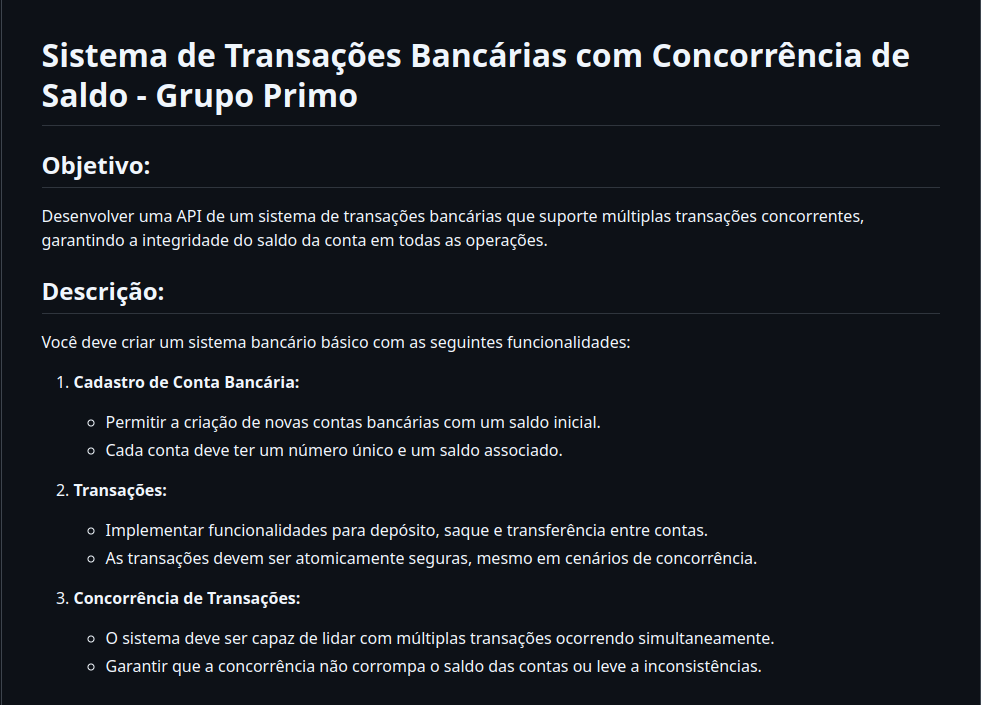 Sistema de Transações Bancárias com Concorrência de
Saldo - Grupo Primo
Objetivo:
Desenvolver uma API de um sistema de transações bancárias que suporte múltiplas transações concorrentes,
garantindo a integridade do saldo da conta em todas as operações.
Descrição:
Você deve criar um sistema bancário básico com as seguintes funcionalidades:
1. Cadastro de Conta Bancária:
◦ Permitir a criação de novas contas bancárias com um saldo inicial.
◦ Cada conta deve ter um número único e um saldo associado.
2. Transações:
◦ Implementar funcionalidades para depósito, saque e transferência entre contas.
◦ As transações devem ser atomicamente seguras, mesmo em cenários de concorrência.
3. Concorrência de Transações:
◦ O sistema deve ser capaz de lidar com múltiplas transações ocorrendo simultaneamente.
◦ Garantir que a concorrência não corrompa o saldo das contas ou leve a inconsistências.